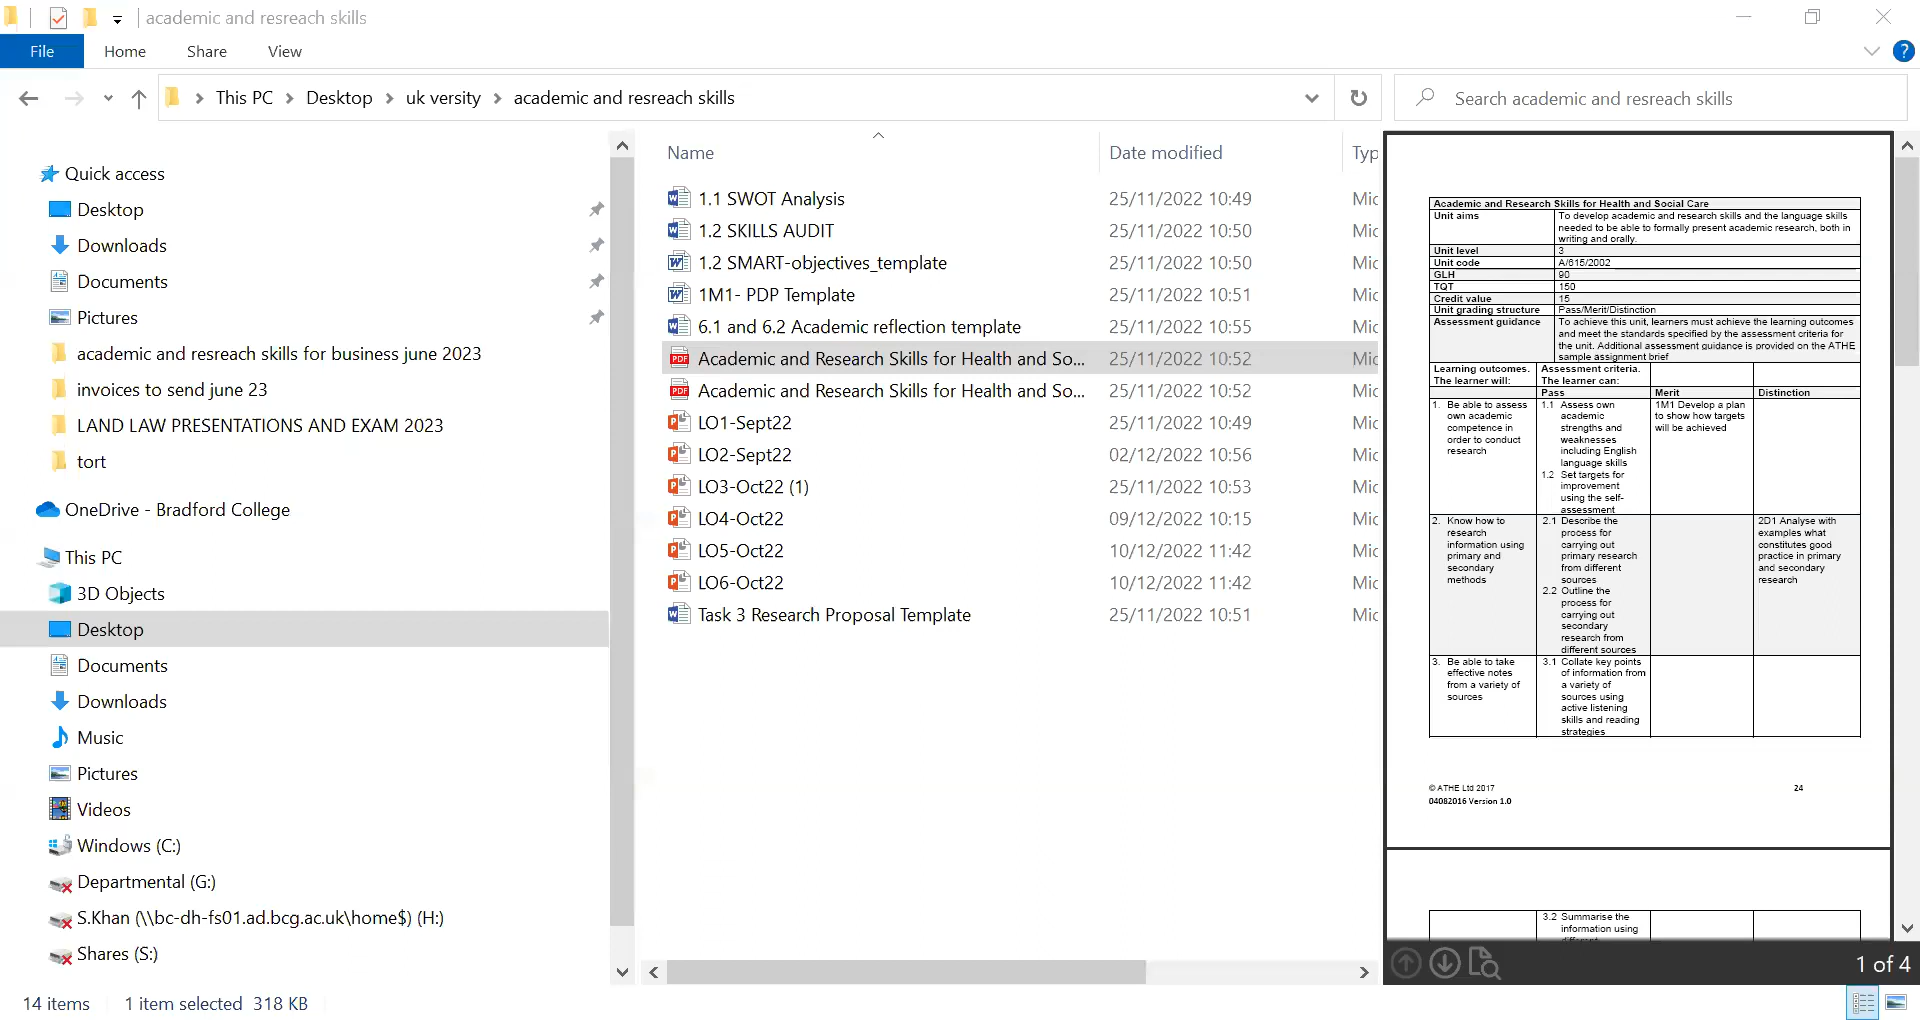 academic and resreach skills
File Home Share View
This PC Desktop uk versity academic and resreach skills
Search academic and resreach skills
Quick access
Desktop
Downloads
Documents
Pictures
academic and resreach skills for business june 2023
invoices to send june 23
LAND LAW PRESENTATIONS AND EXAM 2023
tort
OneDrive - Bradford College
This PC
3D Objects
Desktop
Documents
Downloads
Music
Pictures
Videos
Windows (C:)
Departmental (G:)
S.Khan (\\bc-dh-fs01.ad.bcg.ac.uk\home$) (H:)
Shares (S:)
Name Date modified Typ
1.1 SWOT Analysis 25/11/2022 10:49 Mic
1.2 SKILLS AUDIT 25/11/2022 10:50 Mic
1.2 SMART-objectives_template 25/11/2022 10:50 Mic
1M1- PDP Template 25/11/2022 10:51 Mic
6.1 and 6.2 Academic reflection template 25/11/2022 10:55 Mic
Academic and Research Skills for Health and So... 25/11/2022 10:52 Mic
Academic and Research Skills for Health and So... 25/11/2022 10:52 Mic
LO1-Sept22 25/11/2022 10:49 Mic
LO2-Sept22 02/12/2022 10:56 Mic
LO3-Oct22 (1) 25/11/2022 10:53 Mic
LO4-Oct22 09/12/2022 10:15 Mic
LO5-Oct22 10/12/2022 11:42 Mic
LO6-Oct22 10/12/2022 11:42 Mic
Task 3 Research Proposal Template 25/11/2022 10:51 Mic
Academic and Research Skills for Health and Social Care
Unit aims
To develop academic and research skills and the language skills
needed to be able to formally present academic research, both in
writing and orally.
Unit level 3
Unit code A/615/2002
GLH 90
TQT 150
Credit value 15
Unit grading structure Pass/Merit/Distinction
Assessment guidance
To achieve this unit, learners must achieve the learning outcomes
and meet the standards specified by the assessment criteria for
the unit. Additional assessment guidance is provided on the ATHE
sample assignment brief
Learning outcomes.
The learner will:
Assessment criteria.
The learner can:
Pass Merit Distinction
1. Be able to assess
own academic
competence in
order to conduct
research
1.1 Assess own
academic
strengths and
weaknesses
including English
language skills
1.2 Set targets for
improvement
using the self-
assessment
1M1 Develop a plan
to show how targets
will be achieved
2. Know how to
research
information using
primary and
secondary
methods
2.1 Describe the
process for
carrying out
primary research
from different
sources
2.2 Outline the
process for
carrying out
secondary
research from
different sources
2D1 Analyse with
examples what
constitutes good
practice in primary
and secondary
research
3. Be able to take
effective notes
from a variety of
sources
3.1 Collate key points
of information from
a variety of
sources using
active listening
skills and reading
strategies
© ATHE Ltd 2017 24
04082016 Version 1.0
3.2 Summarise the
information using
1 of 4
14 items 1 item selected 318 KB